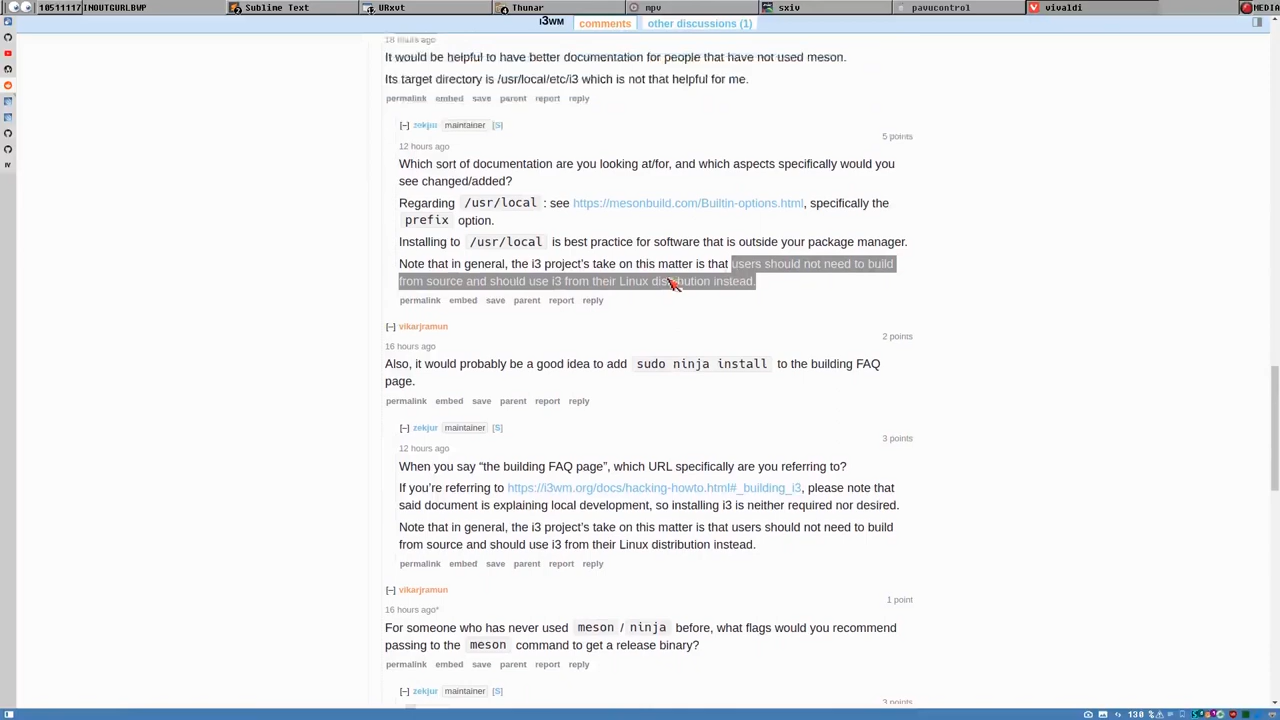 10511117 INOUTGURLBWP Sublime Text URxvt Thunar mpv sxiv pavucontrol vivaldi MEDIA
i3WM comments other discussions (1)
It would be helpful to have better documentation for people that have not used meson.
Its target directory is /usr/local/etc/i3 which is not that helpful for me.
permalink embed save parent report reply
[–] zekjur maintainer [S]
5 points
12 hours ago
Which sort of documentation are you looking at/for, and which aspects specifically would you
see changed/added?
Regarding /usr/local : see https://mesonbuild.com/Builtin-options.html, specifically the
prefix option.
Installing to /usr/local is best practice for software that is outside your package manager.
Note that in general, the i3 project’s take on this matter is that users should not need to build
from source and should use i3 from their Linux distribution instead.
permalink embed save parent report reply
[–] vikarjramun
2 points
16 hours ago
Also, it would probably be a good idea to add sudo ninja install to the building FAQ
page.
permalink embed save parent report reply
[–] zekjur maintainer [S]
3 points
12 hours ago
When you say “the building FAQ page”, which URL specifically are you referring to?
If you’re referring to https://i3wm.org/docs/hacking-howto.html#_building_i3, please note that
said document is explaining local development, so installing i3 is neither required nor desired.
Note that in general, the i3 project’s take on this matter is that users should not need to build
from source and should use i3 from their Linux distribution instead.
permalink embed save parent report reply
[–] vikarjramun
1 point
16 hours ago*
For someone who has never used meson / ninja before, what flags would you recommend
passing to the meson command to get a release binary?
permalink embed save parent report reply
[–] zekjur maintainer [S]
3 points
130 %